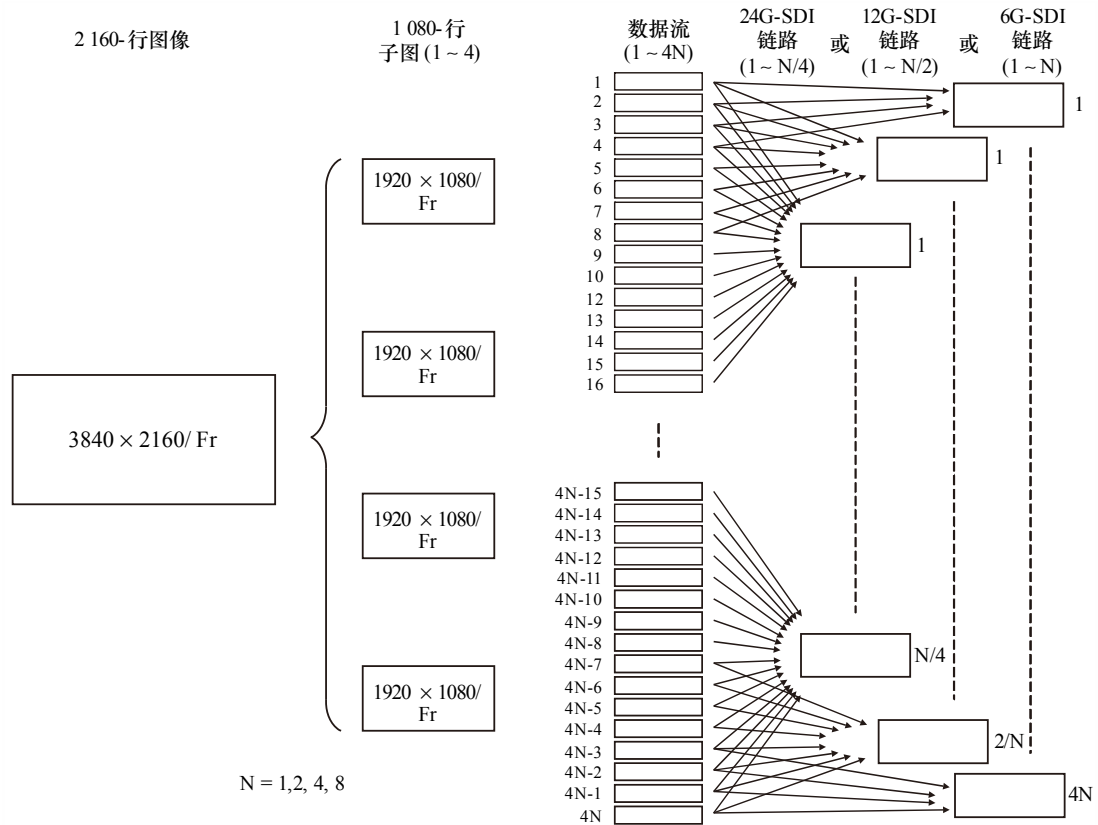 2 160-行图像
1 080-行
子图 (1 ~ 4)
数据流
(1 ~ 4N)
24G-SDI
链路
(1 ~ N/4)
或
12G-SDI
链路
(1 ~ N/2)
或
6G-SDI
链路
(1 ~ N)
3840 × 2160/ Fr
1920 × 1080/
Fr
1920 × 1080/
Fr
1920 × 1080/
Fr
1920 × 1080/
Fr
1
2
3
4
5
6
7
8
9
10
12
13
14
15
16
4N-15
4N-14
4N-13
4N-12
4N-11
4N-10
4N-9
4N-8
4N-7
4N-6
4N-5
4N-4
4N-3
4N-2
4N-1
4N
1
1
1
N/4
2/N
4N
N = 1,2, 4, 8